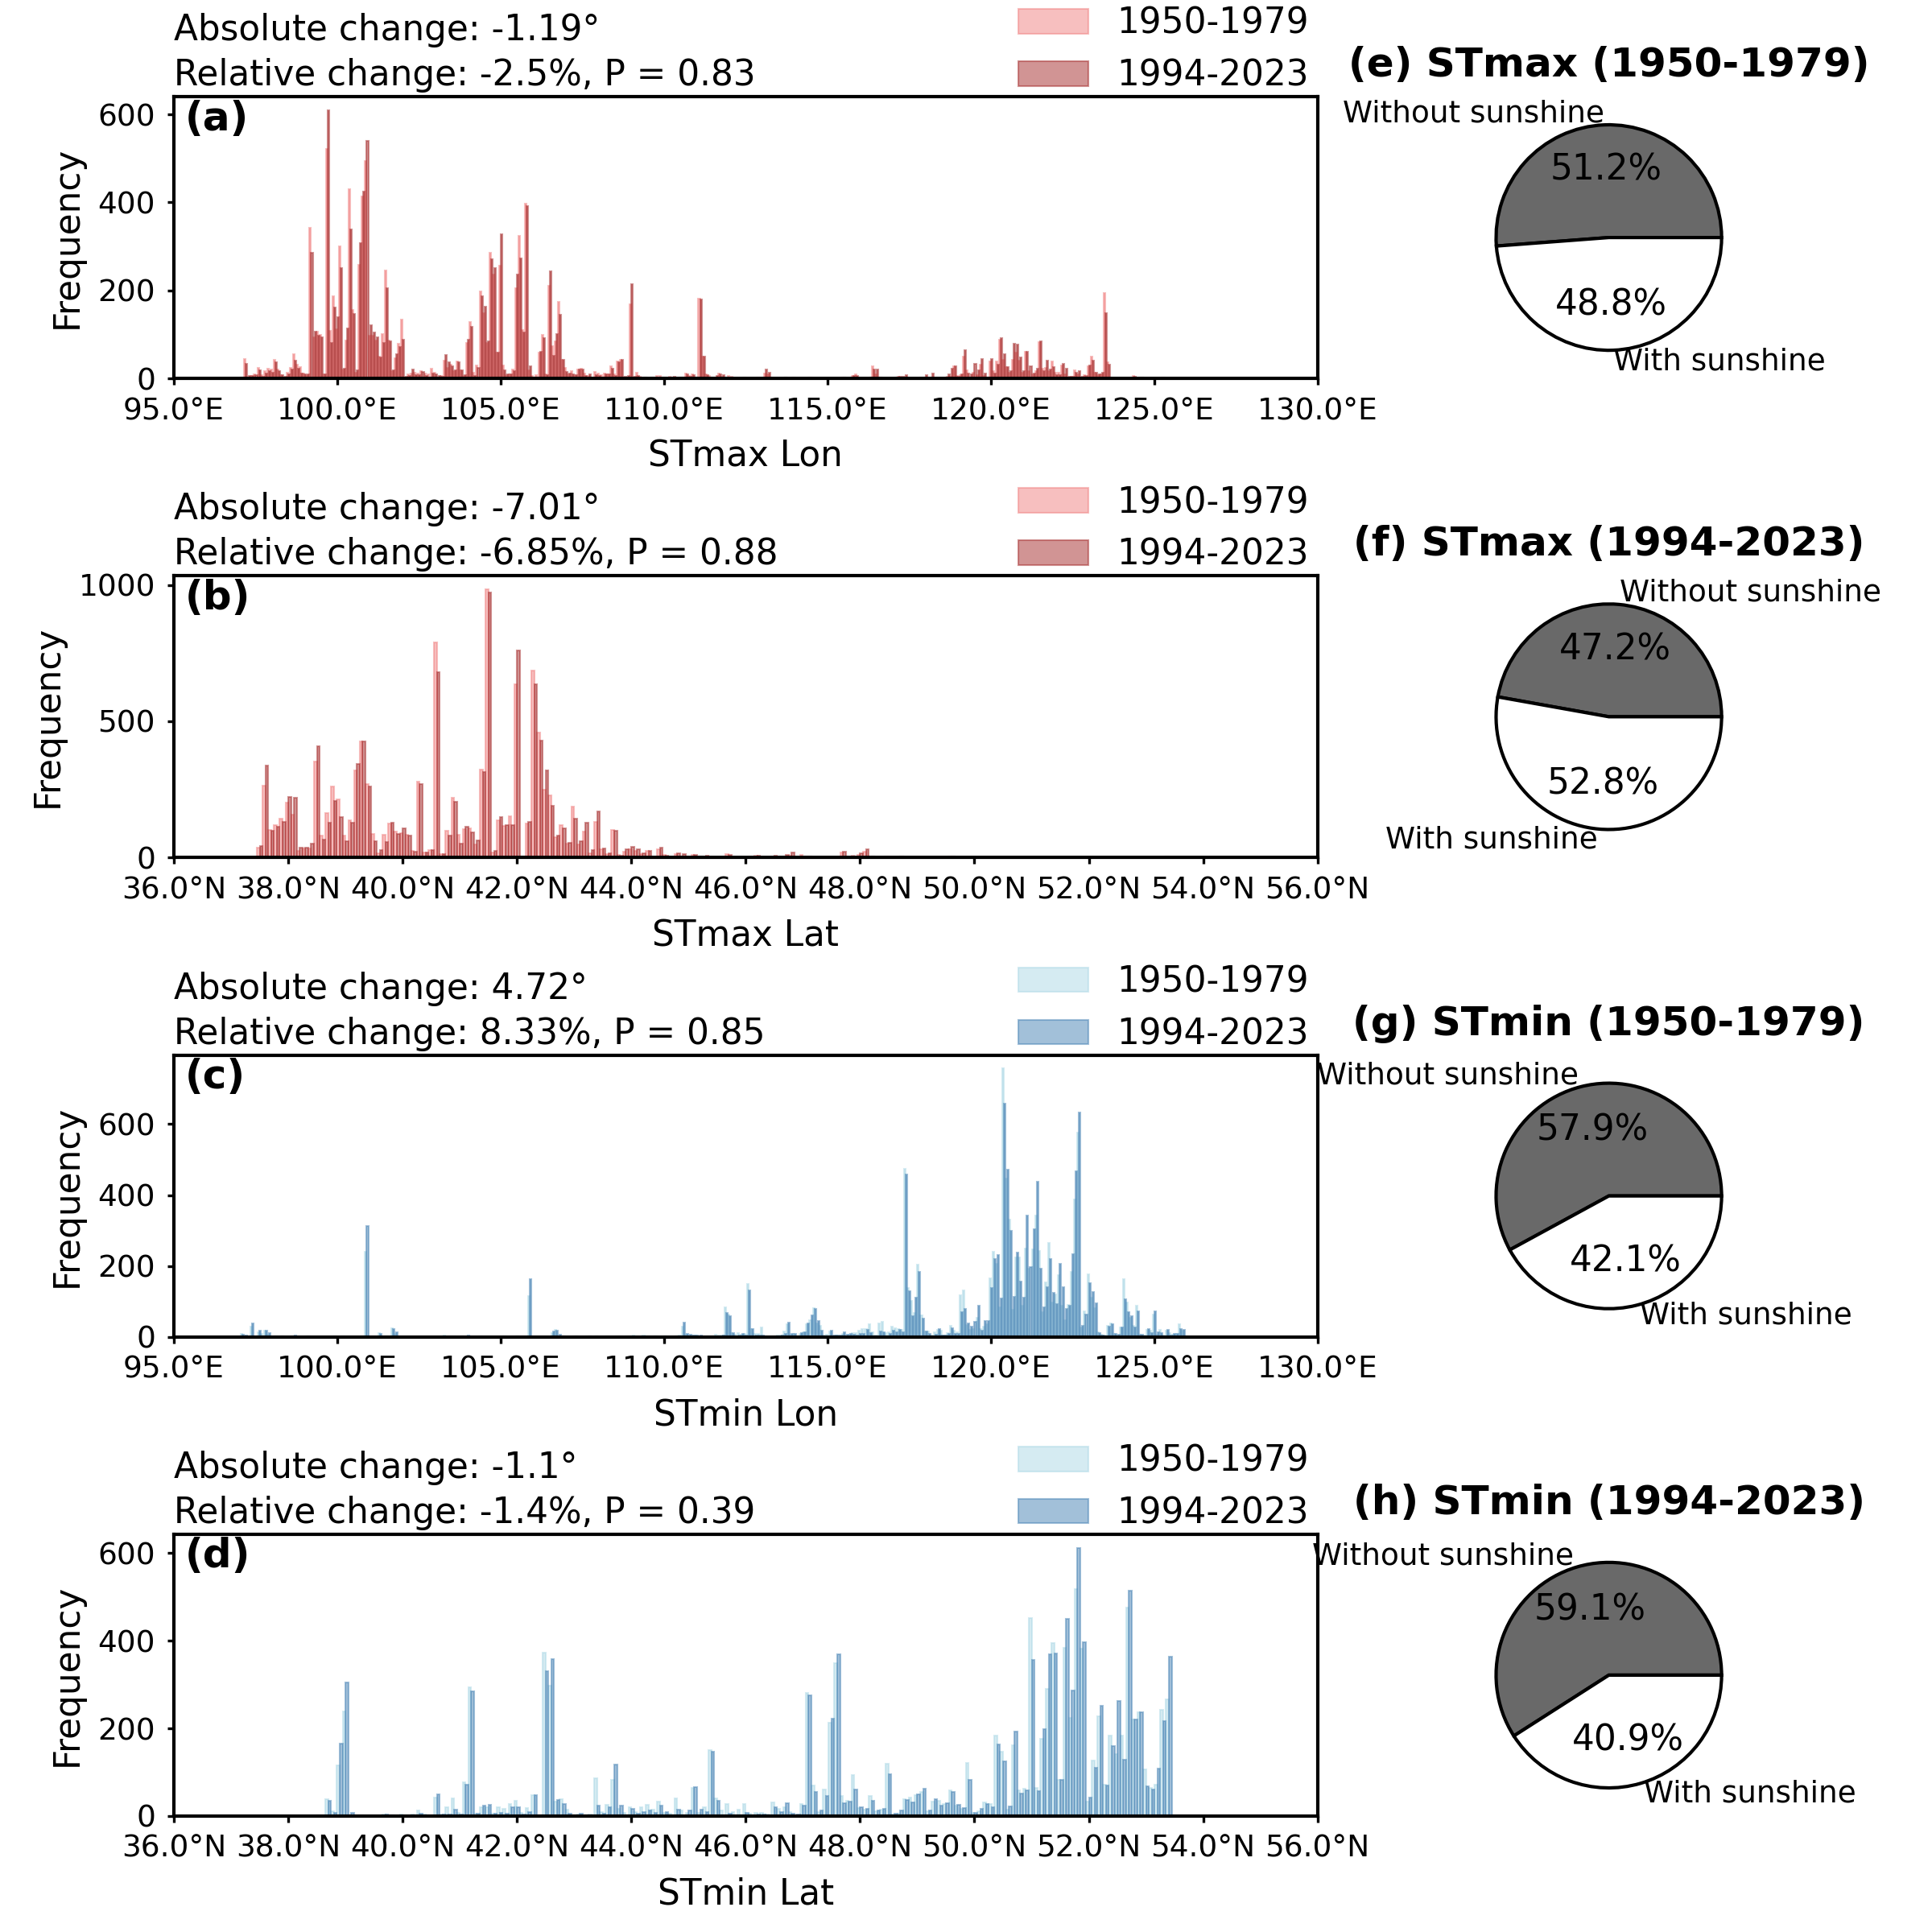 Absolute change: -1.19°
Relative change: -2.5%, P = 0.83
1950-1979
1994-2023
(a)
Frequency
600
400
200
0
95.0°E 100.0°E 105.0°E 110.0°E 115.0°E 120.0°E 125.0°E 130.0°E
STmax Lon
(e) STmax (1950-1979)
Without sunshine
51.2%
48.8%
With sunshine
Absolute change: -7.01°
Relative change: -6.85%, P = 0.88
1950-1979
1994-2023
(b)
Frequency
1000
500
0
36.0°N 38.0°N 40.0°N 42.0°N 44.0°N 46.0°N 48.0°N 50.0°N 52.0°N 54.0°N 56.0°N
STmax Lat
(f) STmax (1994-2023)
Without sunshine
47.2%
52.8%
With sunshine
Absolute change: 4.72°
Relative change: 8.33%, P = 0.85
1950-1979
1994-2023
(c)
Frequency
600
400
200
0
95.0°E 100.0°E 105.0°E 110.0°E 115.0°E 120.0°E 125.0°E 130.0°E
STmin Lon
(g) STmin (1950-1979)
Without sunshine
57.9%
42.1%
With sunshine
Absolute change: -1.1°
Relative change: -1.4%, P = 0.39
1950-1979
1994-2023
(d)
Frequency
600
400
200
0
36.0°N 38.0°N 40.0°N 42.0°N 44.0°N 46.0°N 48.0°N 50.0°N 52.0°N 54.0°N 56.0°N
STmin Lat
(h) STmin (1994-2023)
Without sunshine
59.1%
40.9%
With sunshine